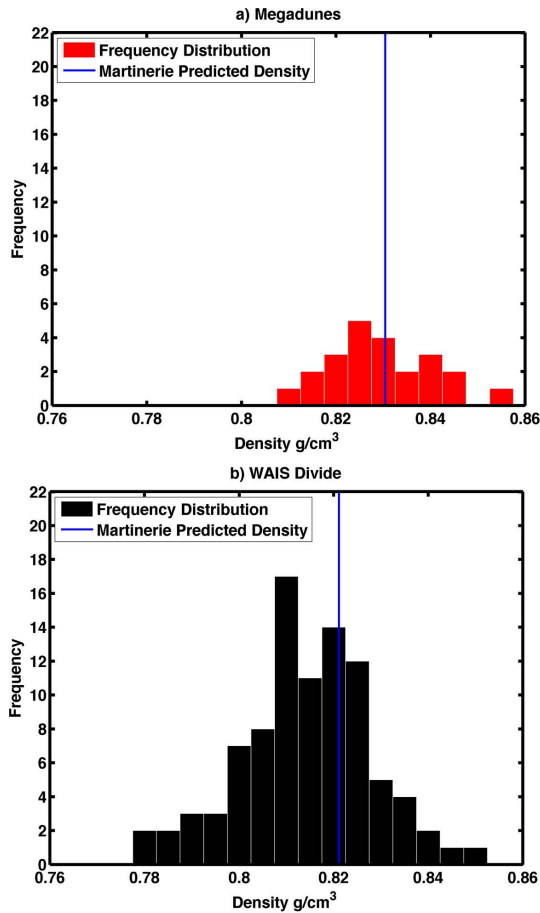 a) Megadunes
22
20
18
16
14
12
10
8
6
4
2
0
Frequency
Frequency Distribution
Martinerie Predicted Density
0.76 0.78 0.8 0.82 0.84 0.86
Density g/cm³
b) WAIS Divide
22
20
18
16
14
12
10
8
6
4
2
0
Frequency
Frequency Distribution
Martinerie Predicted Density
0.76 0.78 0.8 0.82 0.84 0.86
Density g/cm³